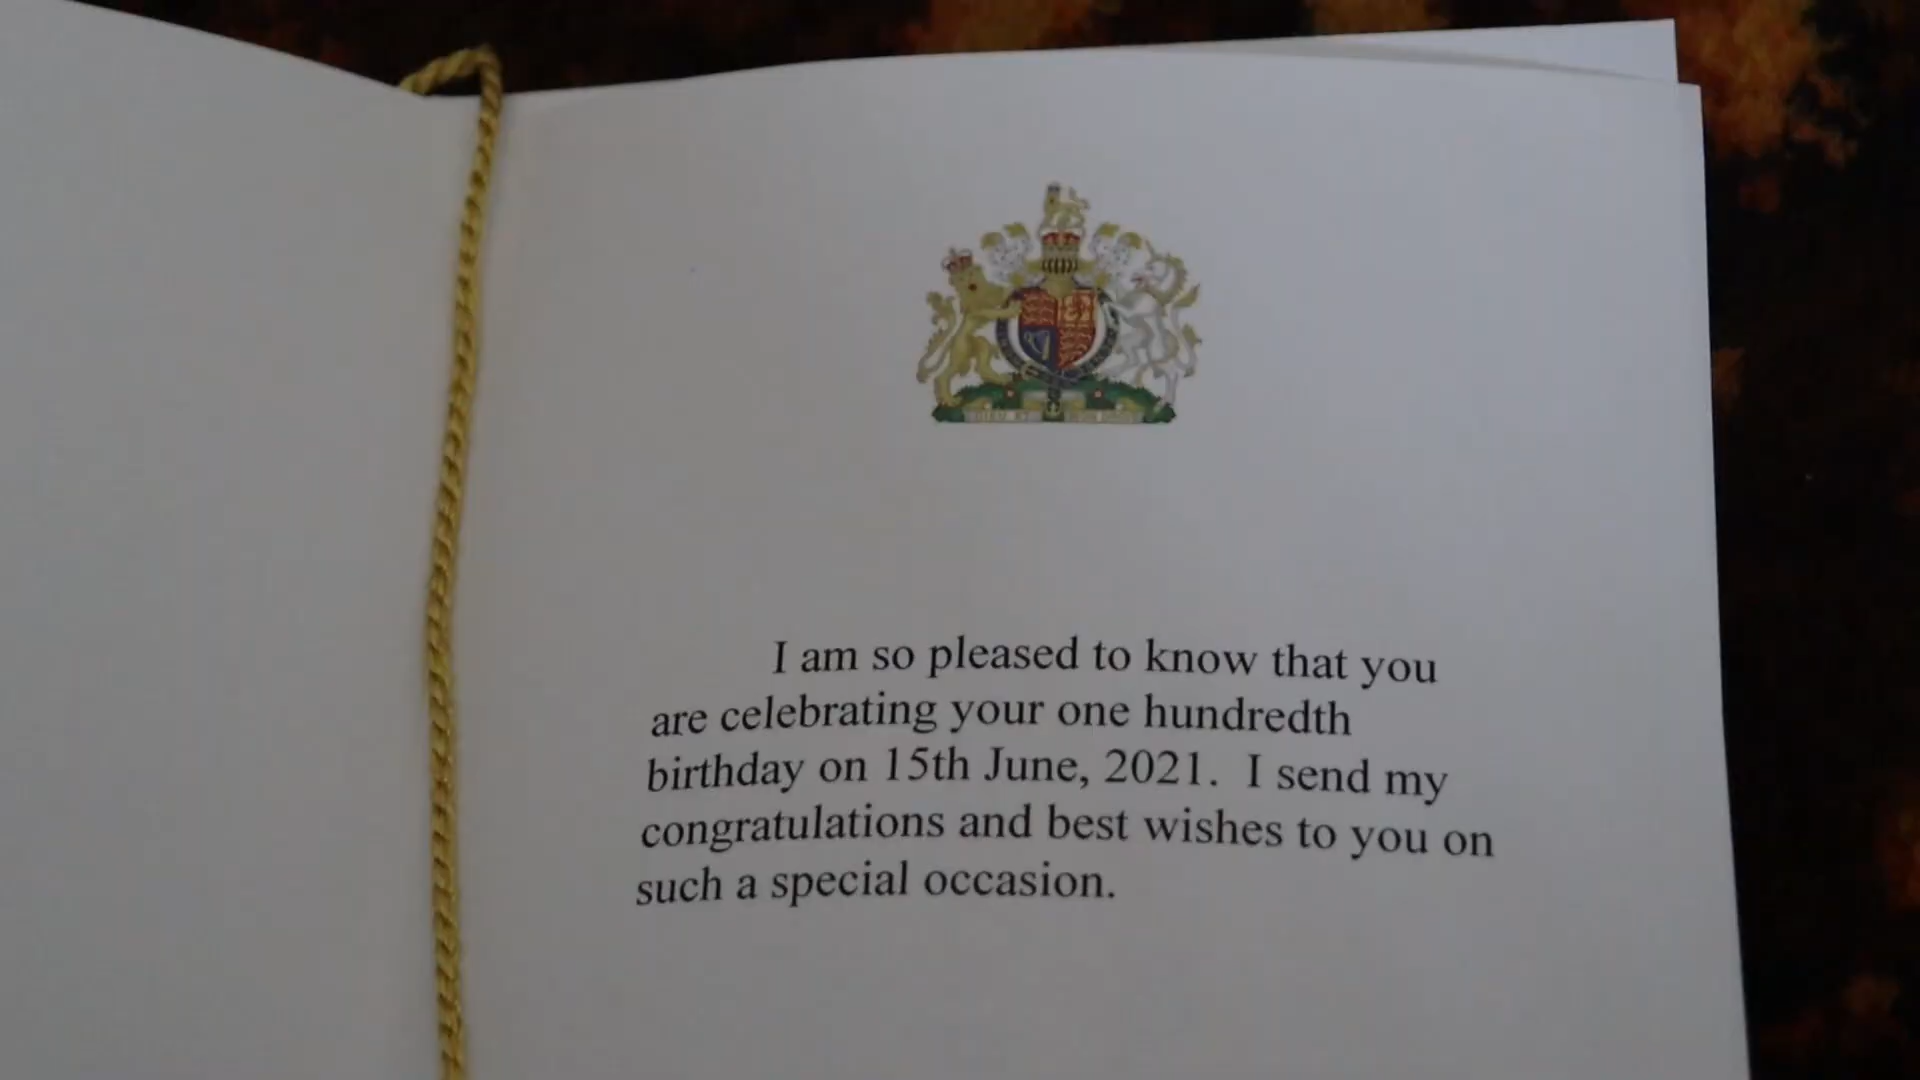 I am so pleased to know that you
are celebrating your one hundredth
birthday on 15th June, 2021. I send my
congratulations and best wishes to you on
such a special occasion.